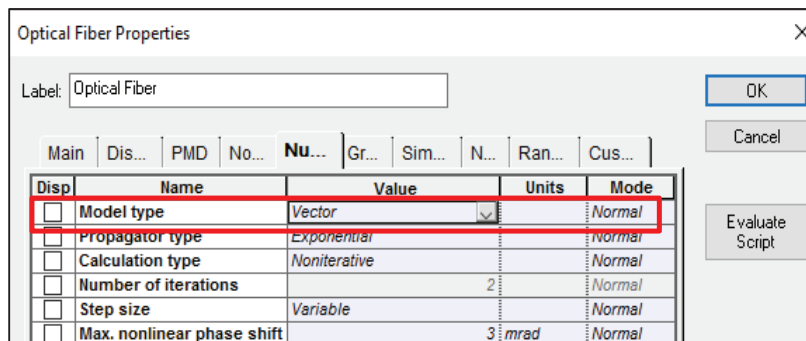 Optical Fiber Properties
Label: Optical Fiber
OK
Cancel
Main Dis... PMD No... Nu... Gr... Sim... N... Ran... Cus...
Disp Name Value Units Mode
Model type Vector Normal
Propagator type Exponential Normal
Calculation type Noniterative Normal
Number of iterations 2 Normal
Step size Variable Normal
Max. nonlinear phase shift 3 mrad Normal
Evaluate
Script